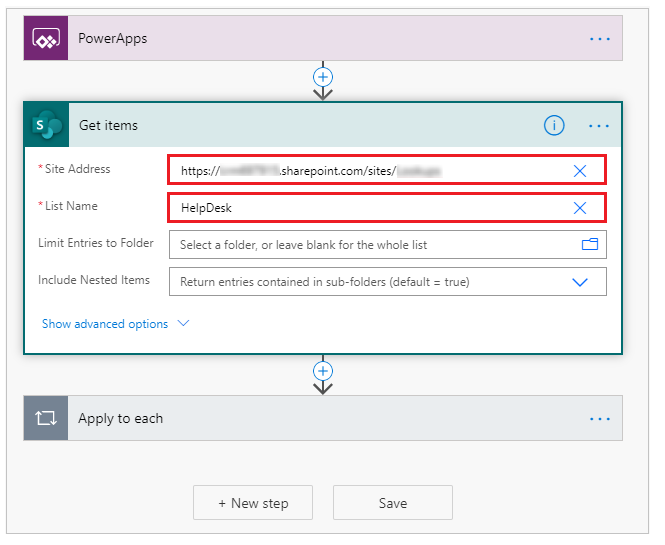 PowerApps
Get items
* Site Address https:// .sharepoint.com/sites/
* List Name HelpDesk
Limit Entries to Folder Select a folder, or leave blank for the whole list
Include Nested Items Return entries contained in sub-folders (default = true)
Show advanced options
Apply to each
+ New step Save